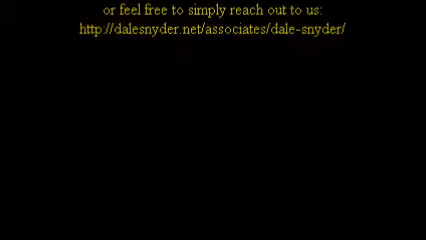 or feel free to simply reach out to us:
http://dalesnyder.net/associates/dale-snyder/